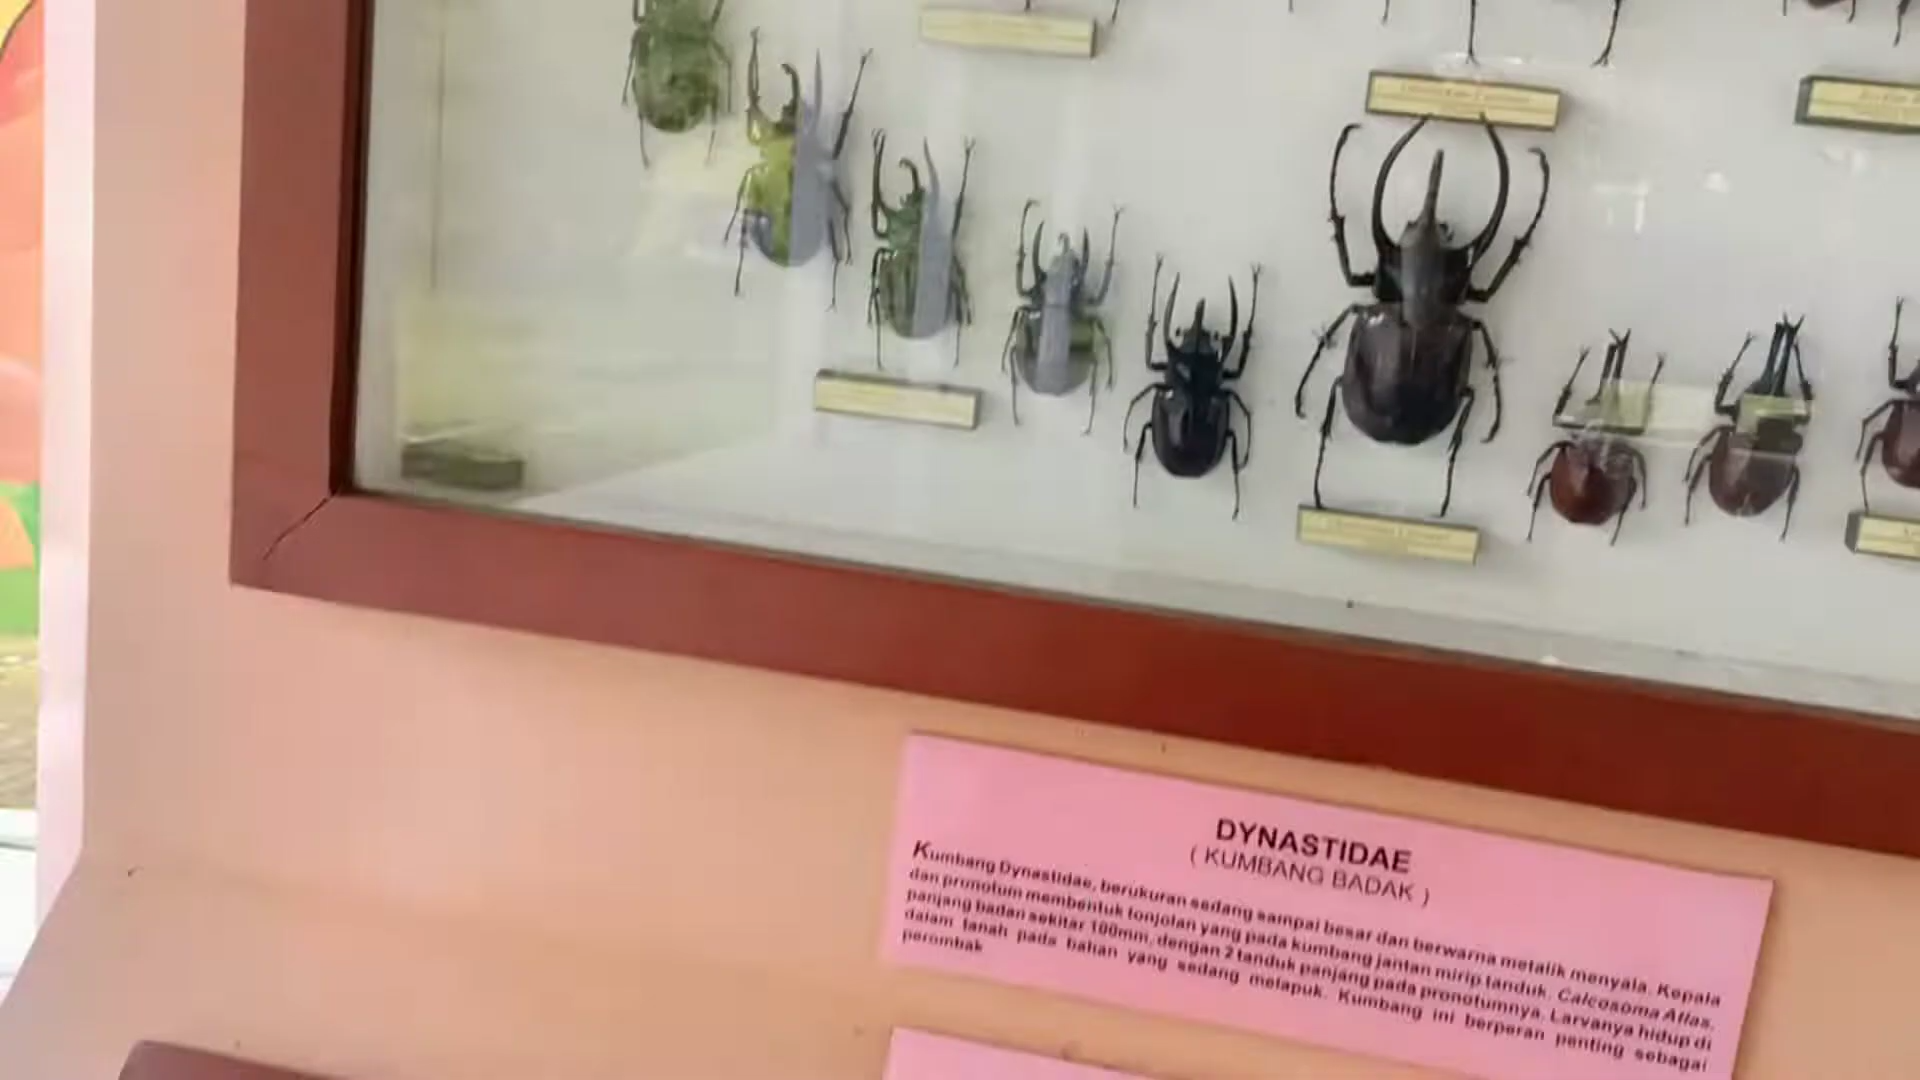 DYNASTIDAE
( KUMBANG BADAK )
Kumbang Dynastidae, berukuran sedang sampai besar dan berwarna metalik menyala. Kepala
dan pronotum membentuk tonjolan yang pada kumbang jantan mirip tanduk. Calcosoma Atlas,
panjang badan sekitar 100mm, dengan 2 tanduk panjang pada pronotumnya. Larvanya hidup di
dalam tanah pada bahan yang sedang melapuk. Kumbang ini berperan penting sebagai
perombak